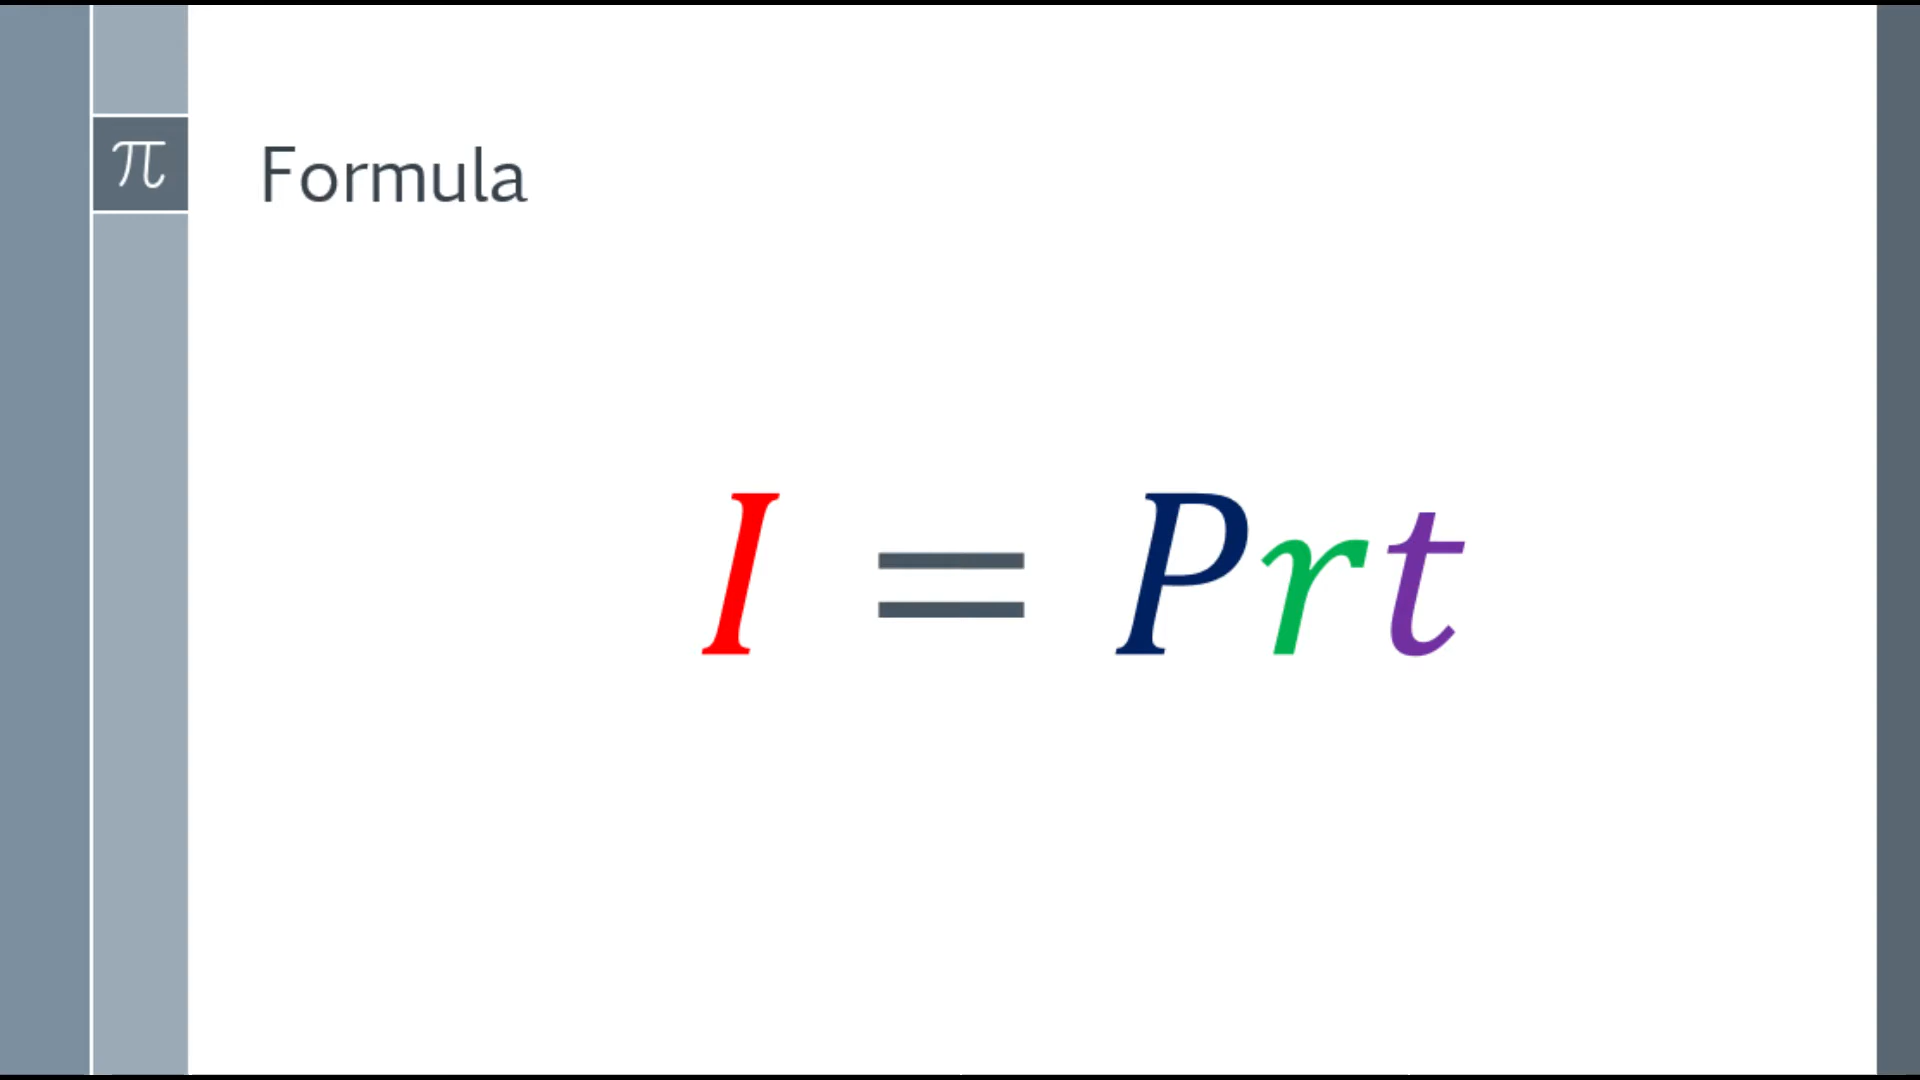 π
Formula
I = Prt